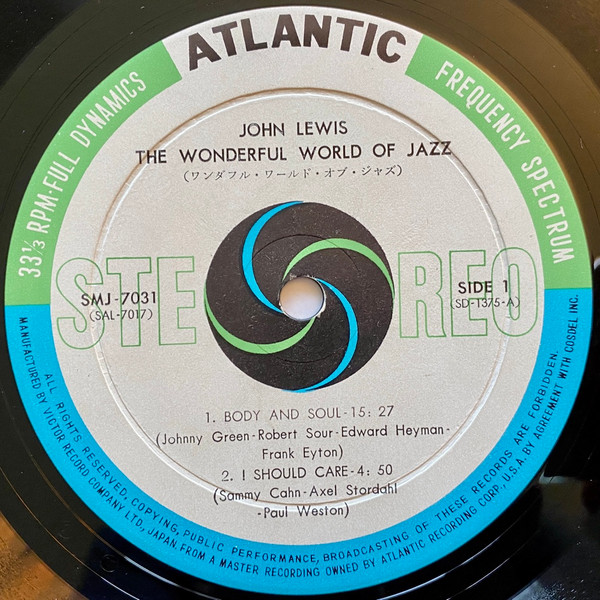 ATLANTIC
33 1/3 RPM·FULL DYNAMICS
FREQUENCY SPECTRUM
JOHN LEWIS
THE WONDERFUL WORLD OF JAZZ
(ワンダフル・ワールド・オブ・ジャズ)
STEREO
SMJ-7031
(SAL-7017)
SIDE 1
(SD-1375-A)
1. BODY AND SOUL-15: 27
(Johnny Green-Robert Sour-Edward Heyman-
Frank Eyton)
2. I SHOULD CARE-4: 50
(Sammy Cahn-Axel Stordahl
-Paul Weston)
ALL RIGHTS RESERVED, COPYING, PUBLIC PERFORMANCE, BROADCASTING OF THESE RECORDS ARE FORBIDDEN.
MANUFACTURED BY VICTOR RECORD COMPANY LTD., JAPAN. FROM A MASTER RECORDING OWNED BY ATLANTIC RECORDING CORP., U.S.A. BY AGREEMENT WITH COSDEL INC.